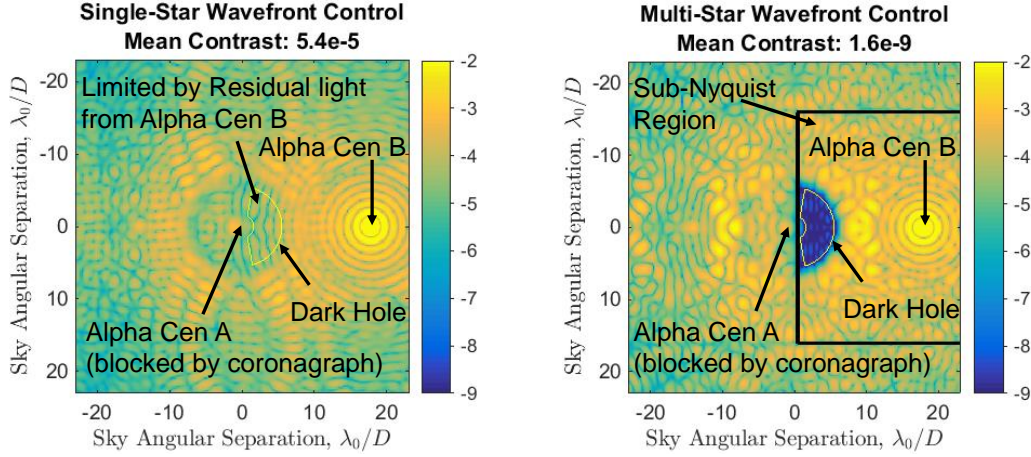 Single-Star Wavefront Control
Mean Contrast: 5.4e-5
Limited by Residual light
from Alpha Cen B
Alpha Cen B
Dark Hole
Alpha Cen A
(blocked by coronagraph)
-20
-10
0
10
20
Sky Angular Separation, λ₀/D
-20
-10
0
10
20
Sky Angular Separation, λ₀/D
-2
-3
-4
-5
-6
-7
-8
-9
Multi-Star Wavefront Control
Mean Contrast: 1.6e-9
Sub-Nyquist
Region
Alpha Cen B
Dark Hole
Alpha Cen A
(blocked by coronagraph)
-20
-10
0
10
20
Sky Angular Separation, λ₀/D
-20
-10
0
10
20
Sky Angular Separation, λ₀/D
-2
-3
-4
-5
-6
-7
-8
-9